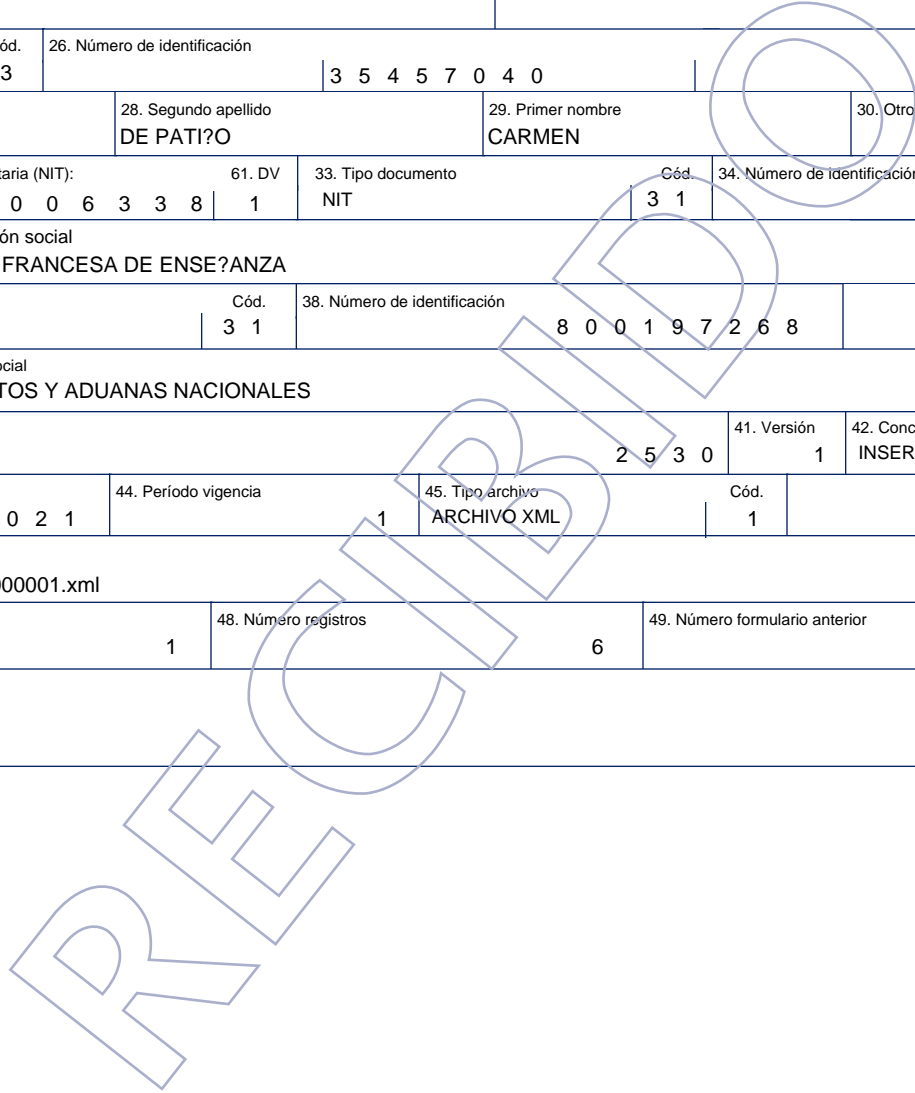 ód. 26. Número de identificación
3 3 5 4 5 7 0 4 0
28. Segundo apellido 29. Primer nombre 30. Otro
DE PATI?O CARMEN
taria (NIT): 61. DV 33. Tipo documento Cód. 34. Número de identificación
0 0 6 3 3 8 1 NIT 3 1
ón social
FRANCESA DE ENSE?ANZA
Cód. 38. Número de identificación
3 1 8 0 0 1 9 7 2 6 8
ocial
TOS Y ADUANAS NACIONALES
41. Versión 42. Conc
2 5 3 0 1 INSER
44. Período vigencia 45. Tipo archivo Cód.
0 2 1 1 ARCHIVO XML 1
000001.xml
48. Número registros 49. Número formulario anterior
1 6
RECIBIDO